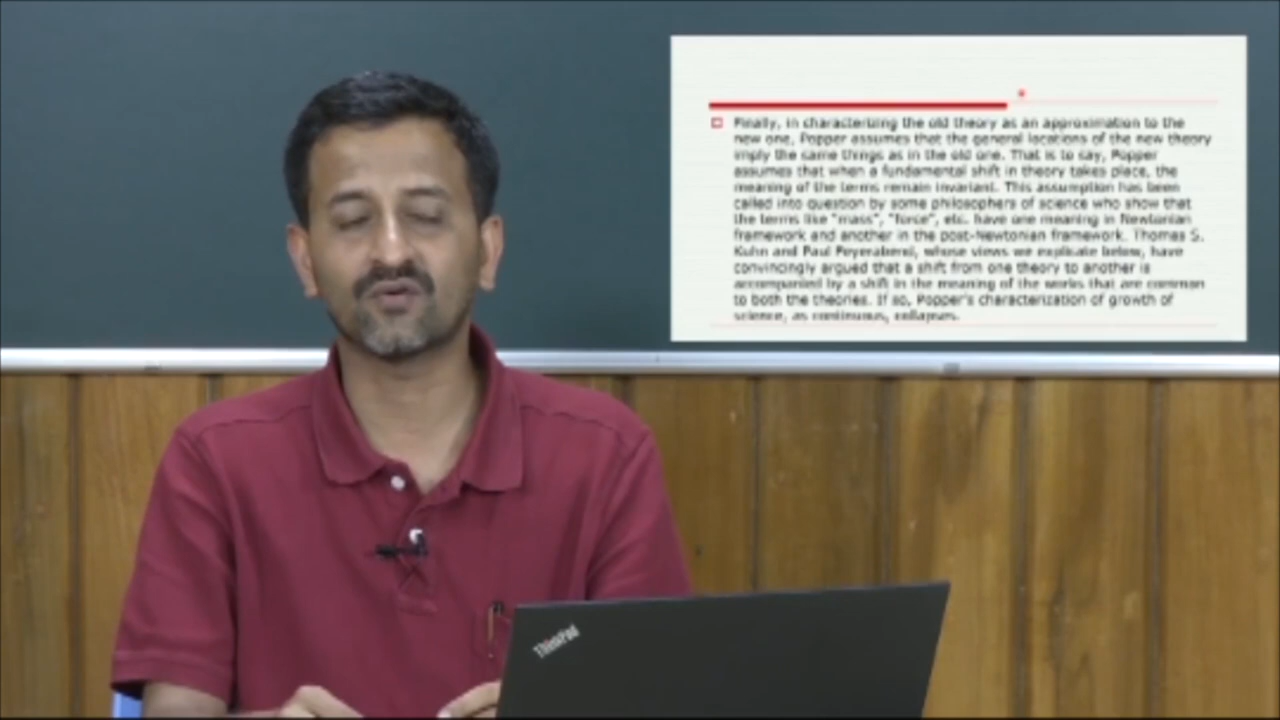 Finally, in characterizing the old theory as an approximation to the
new one, Popper assumes that the general locations of the new theory
imply the same things as in the old one. That is to say, Popper
assumes that when a fundamental shift in theory takes place, the
meaning of the terms remain invariant. This assumption has been
called into question by some philosophers of science who show that
the terms like "mass", "force", etc. have one meaning in Newtonian
framework and another in the post-Newtonian framework. Thomas S.
Kuhn and Paul Feyerabend, whose views we explicate below, have
convincingly argued that a shift from one theory to another is
accompanied by a shift in the meaning of the works that are common
to both the theories. If so, Popper's characterization of growth of
science, as continuous, collapses.
ThinkPad